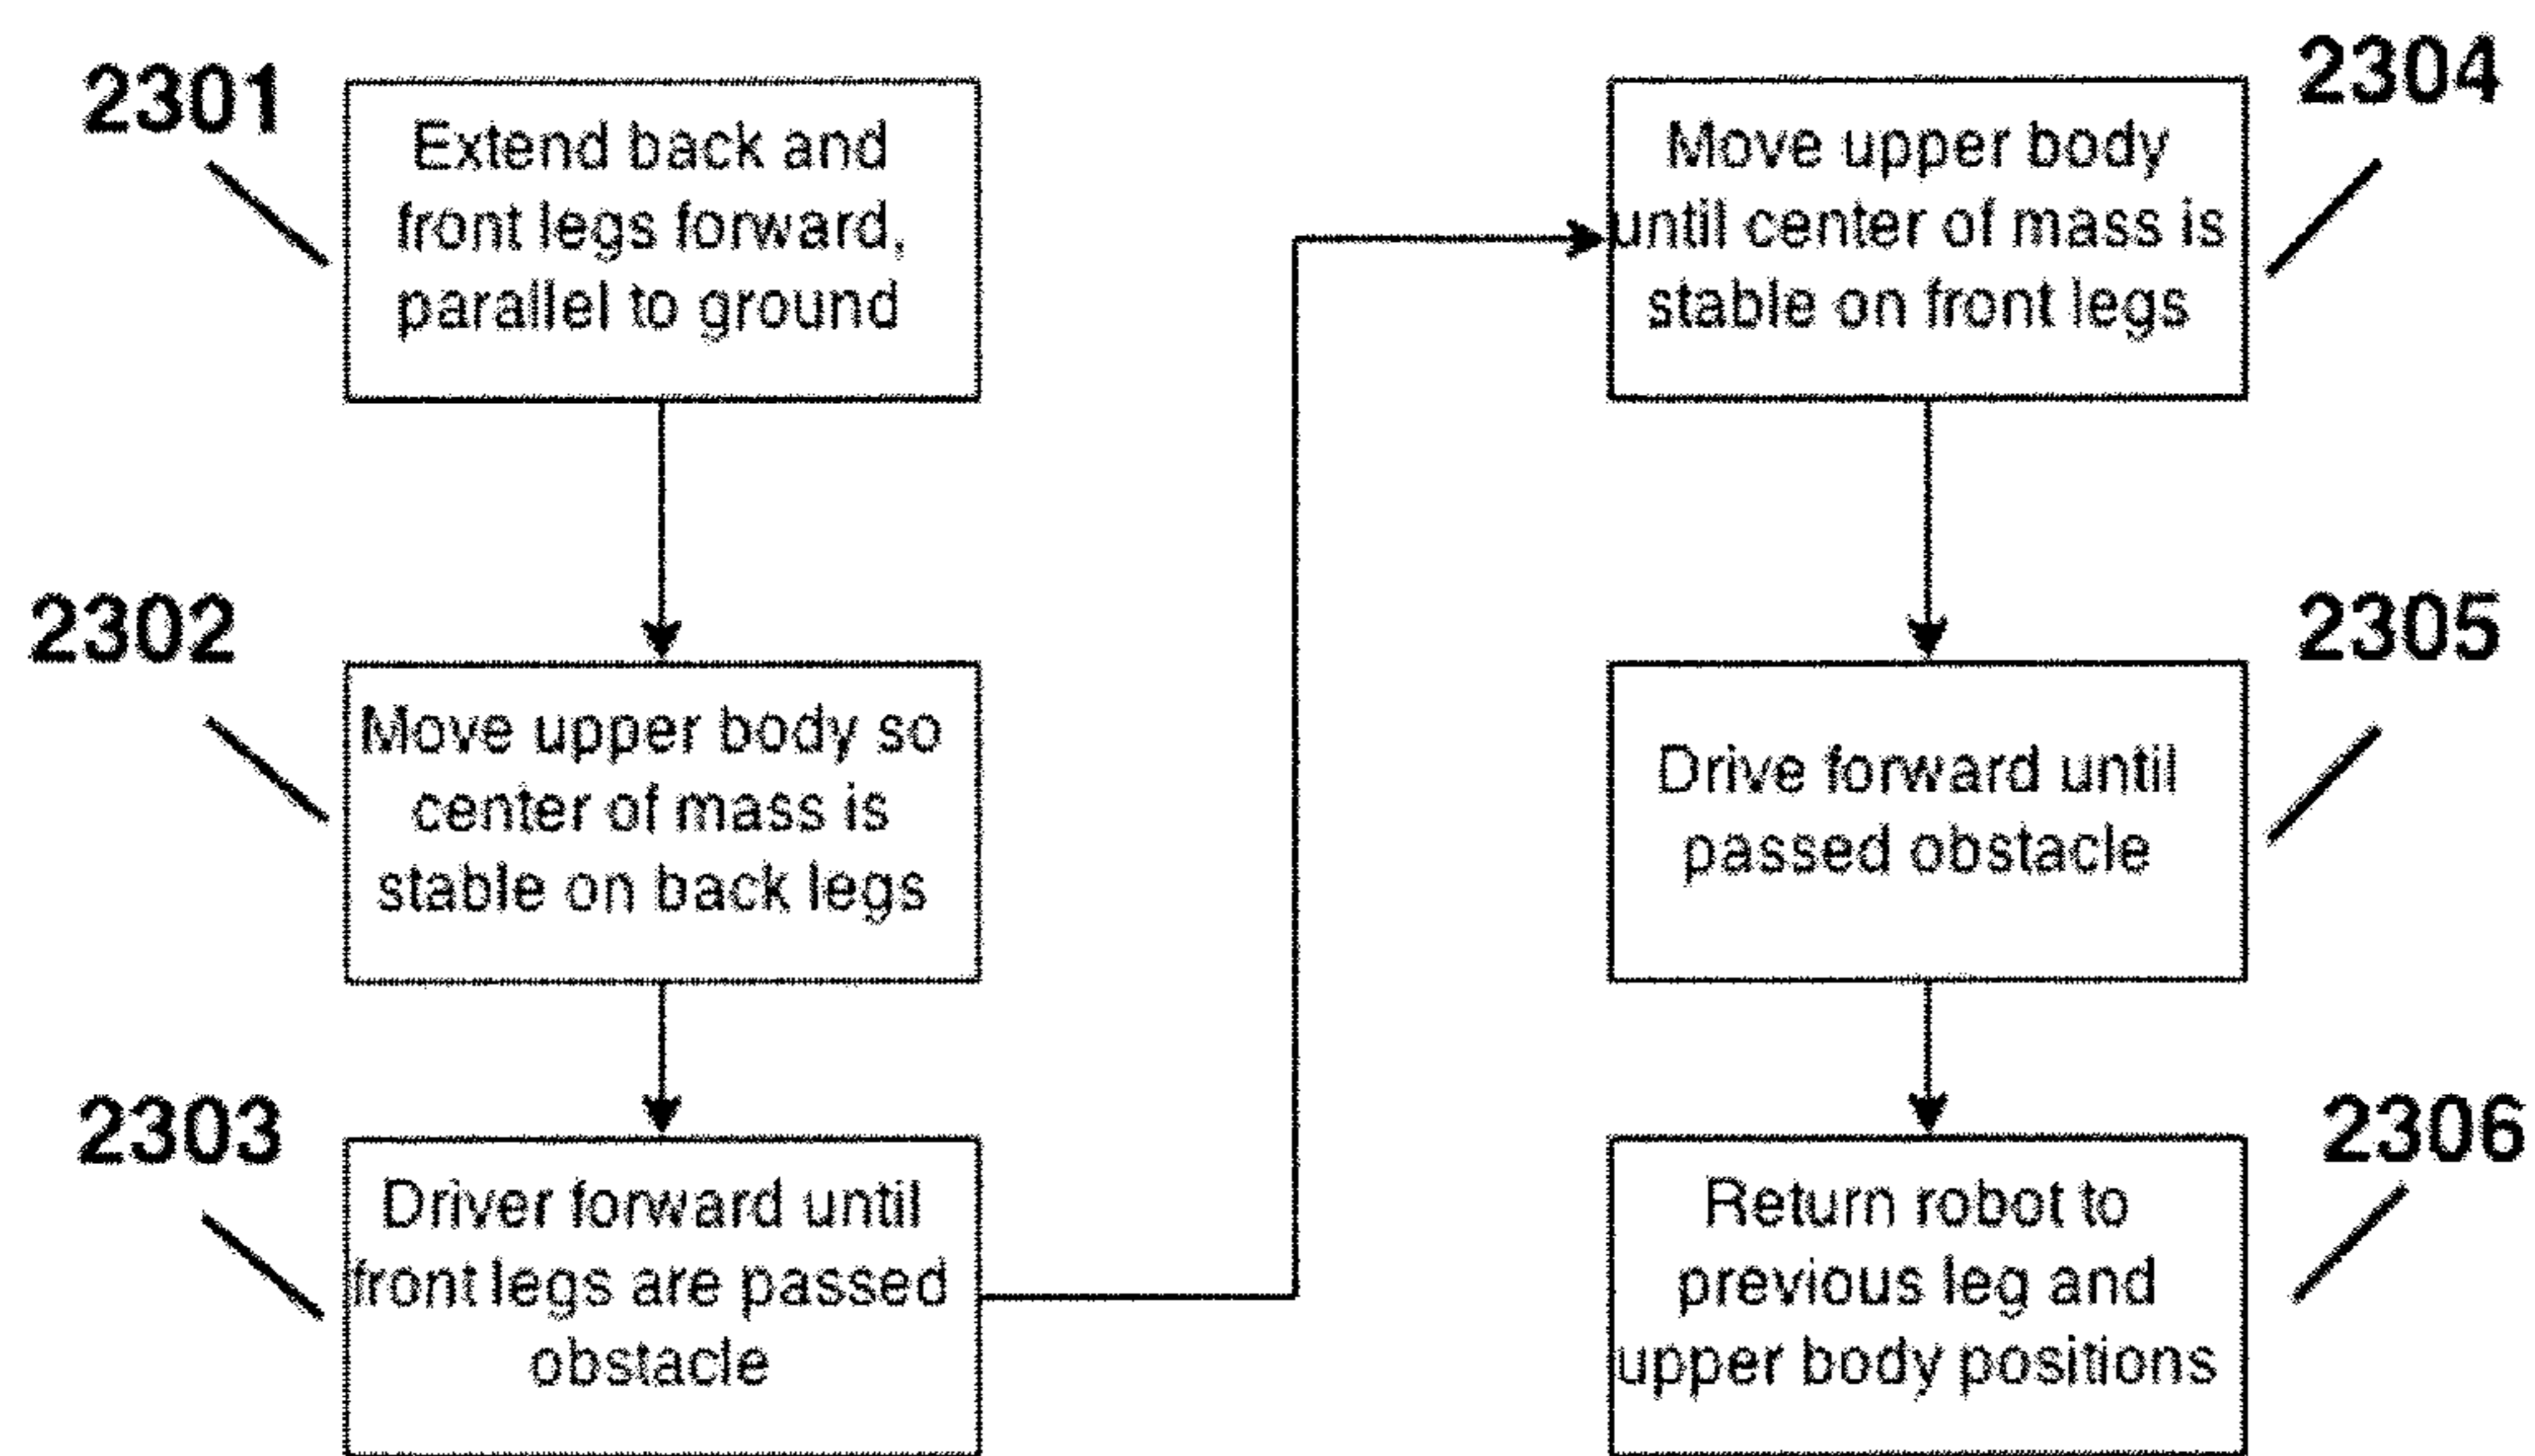 2301
Extend back and
front legs forward,
parallel to ground
2302
Move upper body so
center of mass is
stable on back legs
2303
Driver forward until
front legs are passed
obstacle
2304
Move upper body
until center of mass is
stable on front legs
2305
Drive forward until
passed obstacle
2306
Return robot to
previous leg and
upper body positions